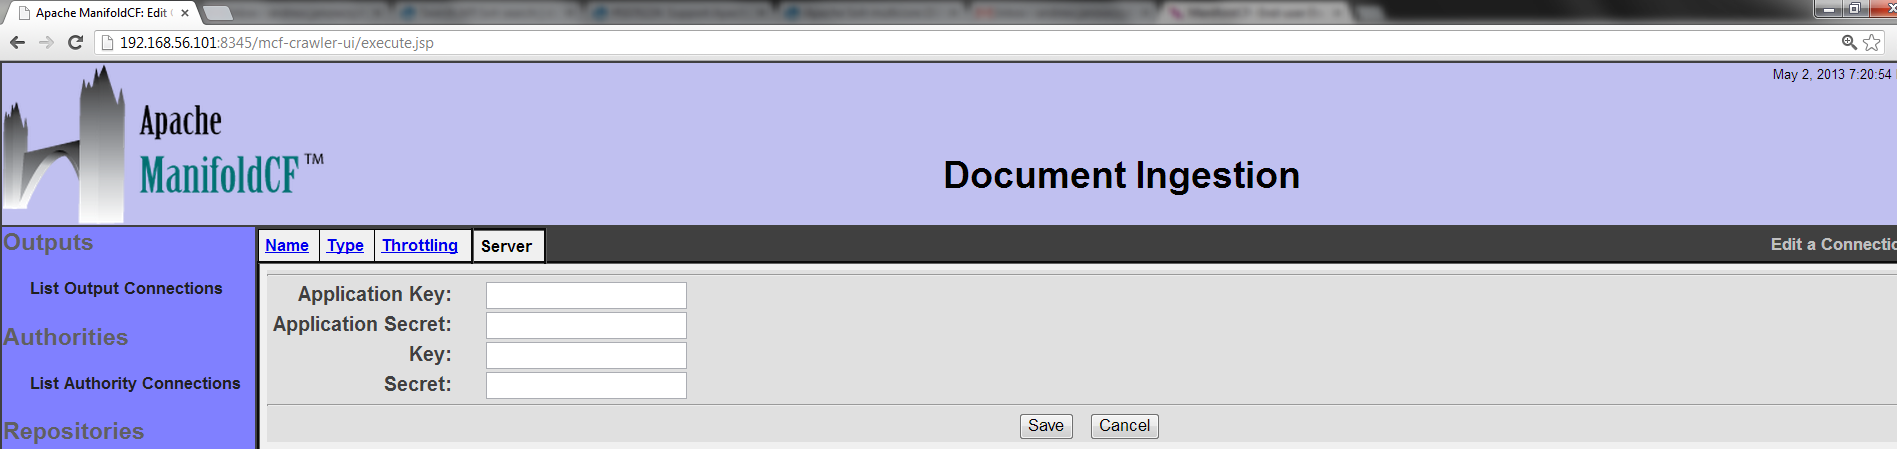 Apache ManifoldCF: Edit
192.168.56.101:8345/mcf-crawler-ui/execute.jsp
May 2, 2013 7:20:54
Apache
ManifoldCF™
Document Ingestion
Outputs
Name Type Throttling Server
Edit a Connectio
List Output Connections
Authorities
List Authority Connections
Repositories
Application Key:
Application Secret:
Key:
Secret:
Save Cancel